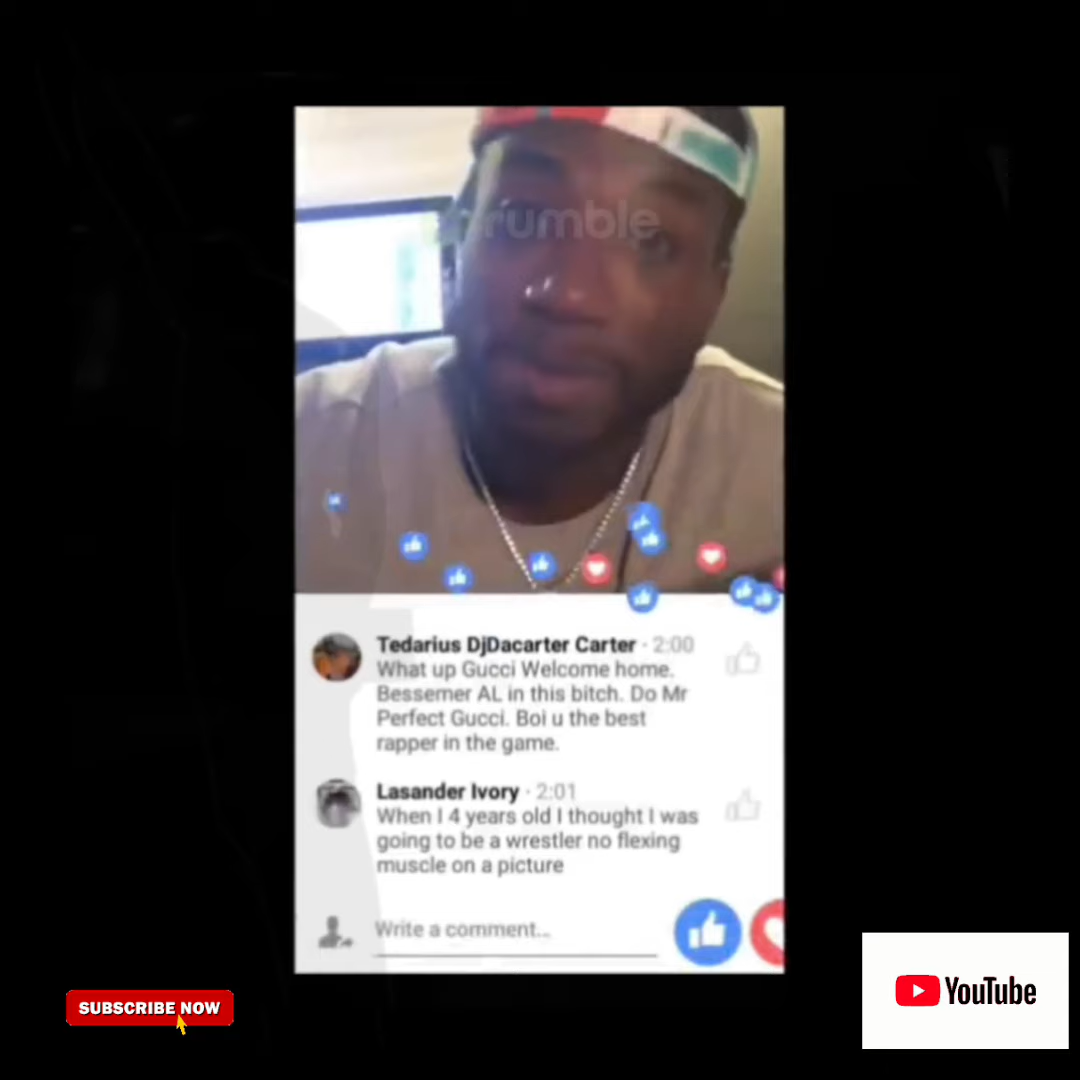 rumble
Tedarius DjDacarter Carter · 2:00
What up Gucci Welcome home.
Bessemer AL in this bitch. Do Mr
Perfect Gucci. Boi u the best
rapper in the game.
Lasander Ivory · 2:01
When I 4 years old I thought I was
going to be a wrestler no flexing
muscle on a picture
Write a comment...
SUBSCRIBE NOW
YouTube